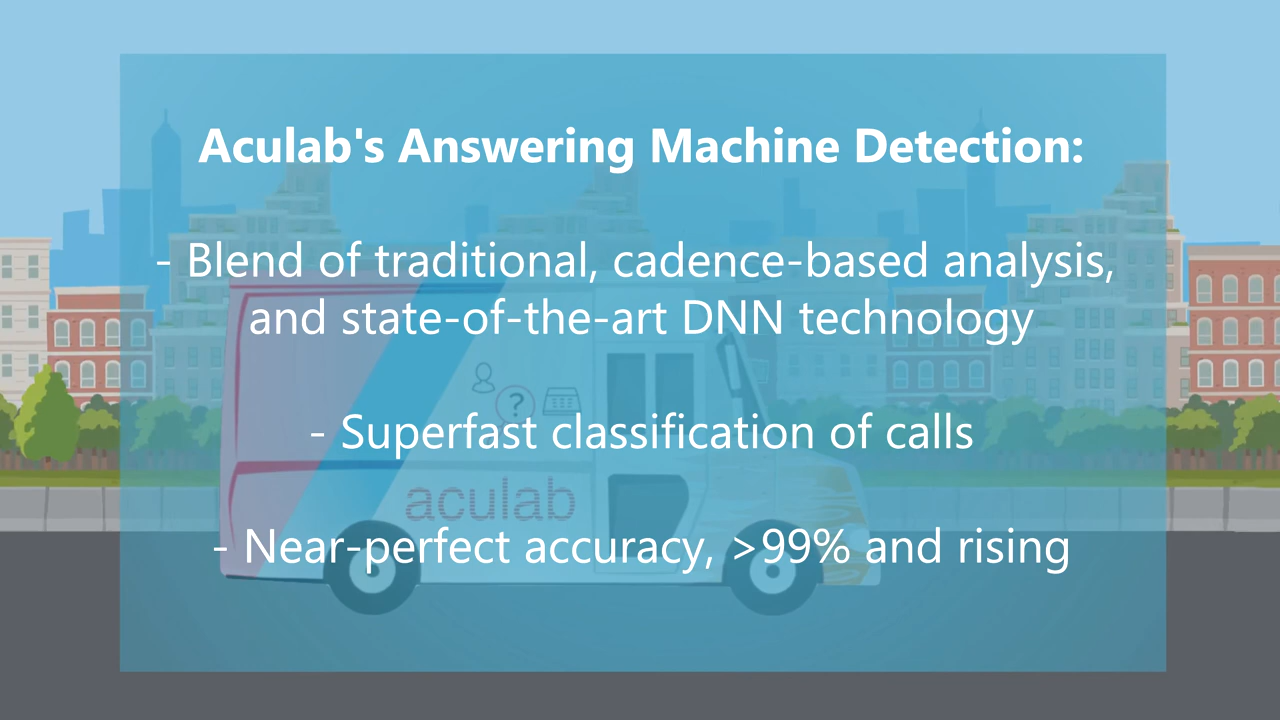 Aculab's Answering Machine Detection:
- Blend of traditional, cadence-based analysis,
and state-of-the-art DNN technology
?
- Superfast classification of calls
aculab
- Near-perfect accuracy, >99% and rising